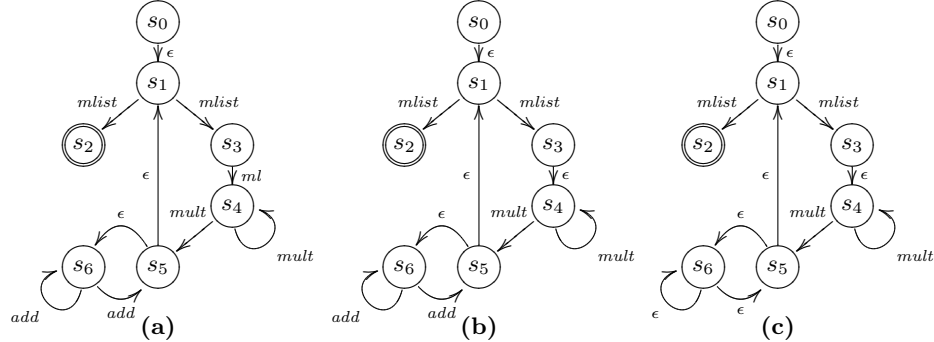 s0 s0 s0
ϵ ϵ ϵ
s1 s1 s1
mlist mlist mlist mlist mlist mlist
s2 s3 s2 s3 s2 s3
ϵ ml ϵ ϵ ϵ ϵ
s4 s4 s4
ϵ mult ϵ mult ϵ mult
mult mult mult
s6 s5 s6 s5 s6 s5
add add add add ϵ ϵ
(a) (b) (c)